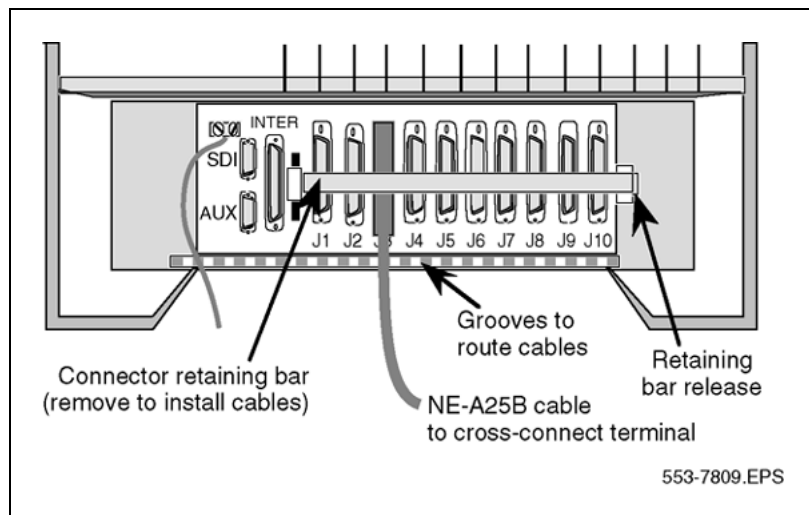 INTER
SDI
AUX
J1 J2 J3 J4 J5 J6 J7 J8 J9 J10
Grooves to
route cables
Connector retaining bar
(remove to install cables)
Retaining
bar release
NE-A25B cable
to cross-connect terminal
553-7809.EPS